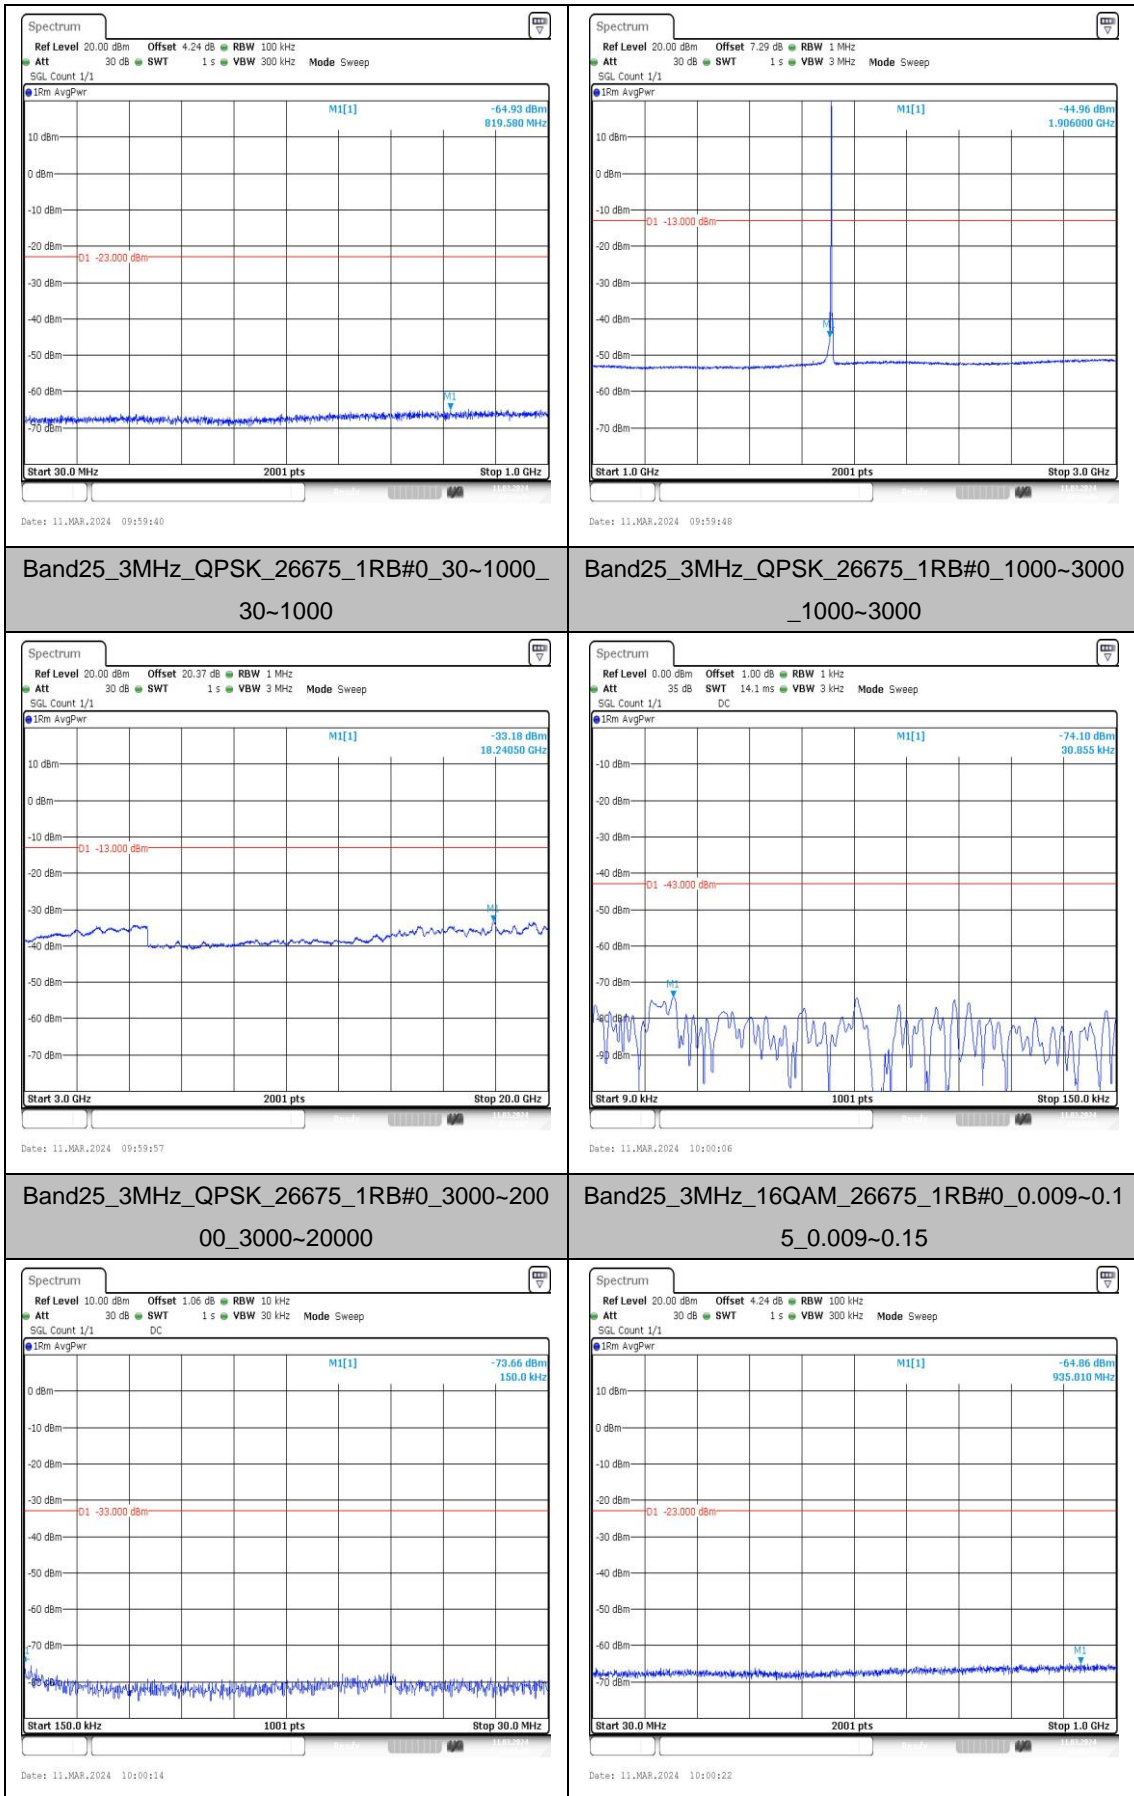 Spectrum
Ref Level 20.00 dBm Offset 4.24 dB RBW 100 kHz
Att 30 dB SWT 1 s VBW 300 kHz Mode Sweep
SGL Count 1/1
1Rm AvgPwr
M1[1] -64.93 dBm
819.580 MHz
10 dBm
0 dBm
-10 dBm
-20 dBm
D1 -23.000 dBm
-30 dBm
-40 dBm
-50 dBm
-60 dBm
M1
-70 dBm
Start 30.0 MHz 2001 pts Stop 1.0 GHz
Date: 11.MAR.2024 09:59:40
Spectrum
Ref Level 20.00 dBm Offset 7.29 dB RBW 1 MHz
Att 30 dB SWT 1 s VBW 3 MHz Mode Sweep
SGL Count 1/1
1Rm AvgPwr
M1[1] -44.96 dBm
1.906000 GHz
10 dBm
0 dBm
-10 dBm
D1 -13.000 dBm
-20 dBm
-30 dBm
-40 dBm
-50 dBm
-60 dBm
-70 dBm
Start 1.0 GHz 2001 pts Stop 3.0 GHz
Date: 11.MAR.2024 09:59:48
Band25_3MHz_QPSK_26675_1RB#0_30~1000_
30~1000
Band25_3MHz_QPSK_26675_1RB#0_1000~3000
_1000~3000
Spectrum
Ref Level 20.00 dBm Offset 20.37 dB RBW 1 MHz
Att 30 dB SWT 1 s VBW 3 MHz Mode Sweep
SGL Count 1/1
1Rm AvgPwr
M1[1] -33.18 dBm
18.24050 GHz
10 dBm
0 dBm
-10 dBm
D1 -13.000 dBm
-20 dBm
-30 dBm
M1
-40 dBm
-50 dBm
-60 dBm
-70 dBm
Start 3.0 GHz 2001 pts Stop 20.0 GHz
Date: 11.MAR.2024 09:59:57
Spectrum
Ref Level 0.00 dBm Offset 1.00 dB RBW 1 kHz
Att 35 dB SWT 14.1 ms VBW 3 kHz Mode Sweep
SGL Count 1/1 DC
1Rm AvgPwr
M1[1] -74.10 dBm
30.855 kHz
-10 dBm
-20 dBm
-30 dBm
-40 dBm
D1 -43.000 dBm
-50 dBm
-60 dBm
-70 dBm
M1
-80 dBm
-90 dBm
Start 9.0 kHz 1001 pts Stop 150.0 kHz
Date: 11.MAR.2024 10:00:06
Band25_3MHz_QPSK_26675_1RB#0_3000~200
00_3000~20000
Band25_3MHz_16QAM_26675_1RB#0_0.009~0.1
5_0.009~0.15
Spectrum
Ref Level 10.00 dBm Offset 1.06 dB RBW 10 kHz
Att 30 dB SWT 1 s VBW 30 kHz Mode Sweep
SGL Count 1/1 DC
1Rm AvgPwr
M1[1] -73.66 dBm
150.0 kHz
0 dBm
-10 dBm
-20 dBm
-30 dBm
D1 -33.000 dBm
-40 dBm
-50 dBm
-60 dBm
-70 dBm
-80 dBm
Start 150.0 kHz 1001 pts Stop 30.0 MHz
Date: 11.MAR.2024 10:00:14
Spectrum
Ref Level 20.00 dBm Offset 4.24 dB RBW 100 kHz
Att 30 dB SWT 1 s VBW 300 kHz Mode Sweep
SGL Count 1/1
1Rm AvgPwr
M1[1] -64.86 dBm
935.010 MHz
10 dBm
0 dBm
-10 dBm
-20 dBm
D1 -23.000 dBm
-30 dBm
-40 dBm
-50 dBm
-60 dBm
M1
-70 dBm
Start 30.0 MHz 2001 pts Stop 1.0 GHz
Date: 11.MAR.2024 10:00:22